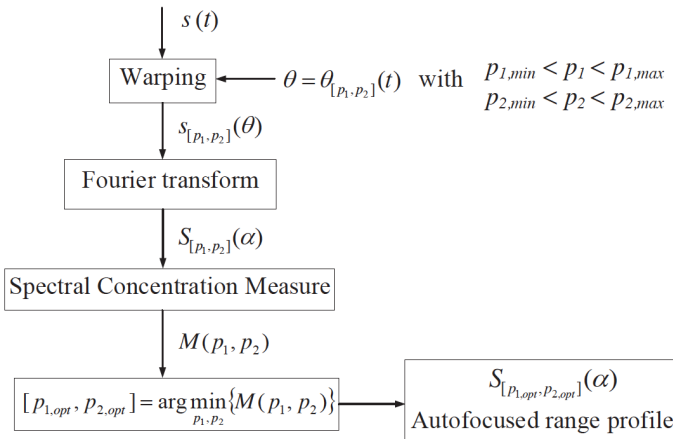 s(t)
Warping
θ = θ[p1,p2](t) with
p1,min < p1 < p1,max
p2,min < p2 < p2,max
s[p1,p2](θ)
Fourier transform
S[p1,p2](α)
Spectral Concentration Measure
M(p1, p2)
[p1,opt, p2,opt] = arg min p1,p2 {M(p1, p2)}
S[p1,opt, p2,opt](α)
Autofocused range profile